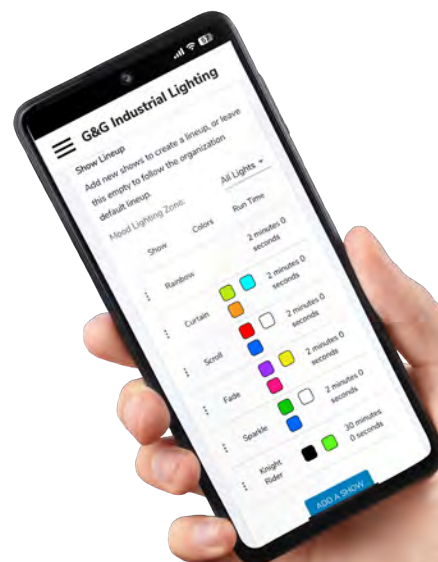 57
G&G Industrial Lighting
Show Lineup
Add new shows to create a lineup, or leave
this empty to follow the organization
default lineup.
Mood Lighting Zone: All Lights
Show Colors Run Time
Rainbow 2 minutes 0
seconds
Curtain 2 minutes 0
seconds
Scroll 2 minutes 0
seconds
Fade 2 minutes 0
seconds
Sparkle 2 minutes 0
seconds
Knight
Rider 30 minutes
0 seconds
ADD A SHOW